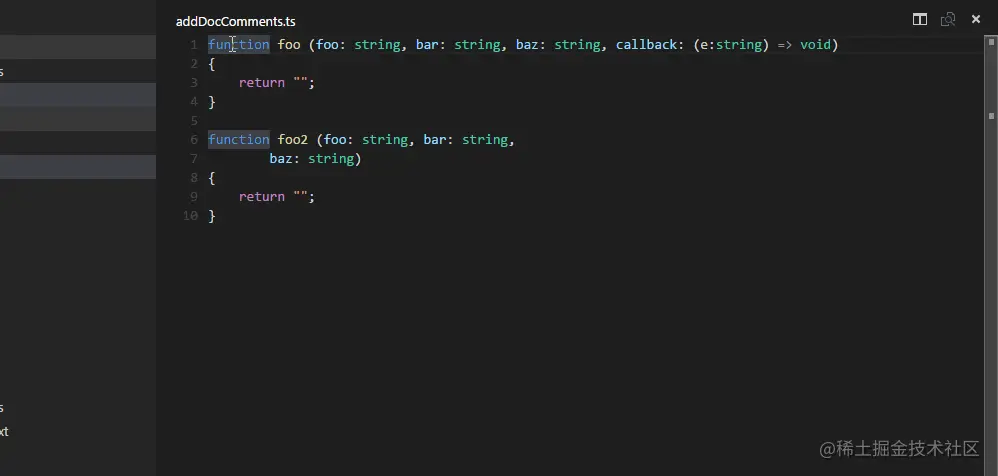 addDocComments.ts
1 function foo (foo: string, bar: string, baz: string, callback: (e:string) => void)
s
2 {
3     return "";
4 }
5
6 function foo2 (foo: string, bar: string,
7         baz: string)
8 {
9     return "";
10 }
s
xt
@稀土掘金技术社区